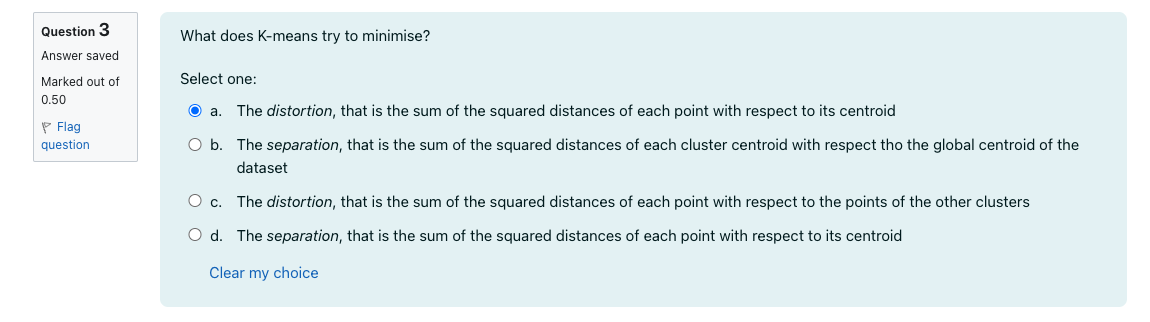 Question 3
Answer saved
Marked out of
0.50
Flag
question
What does K-means try to minimise?
Select one:
a. The distortion, that is the sum of the squared distances of each point with respect to its centroid
b. The separation, that is the sum of the squared distances of each cluster centroid with respect tho the global centroid of the
dataset
c. The distortion, that is the sum of the squared distances of each point with respect to the points of the other clusters
d. The separation, that is the sum of the squared distances of each point with respect to its centroid
Clear my choice